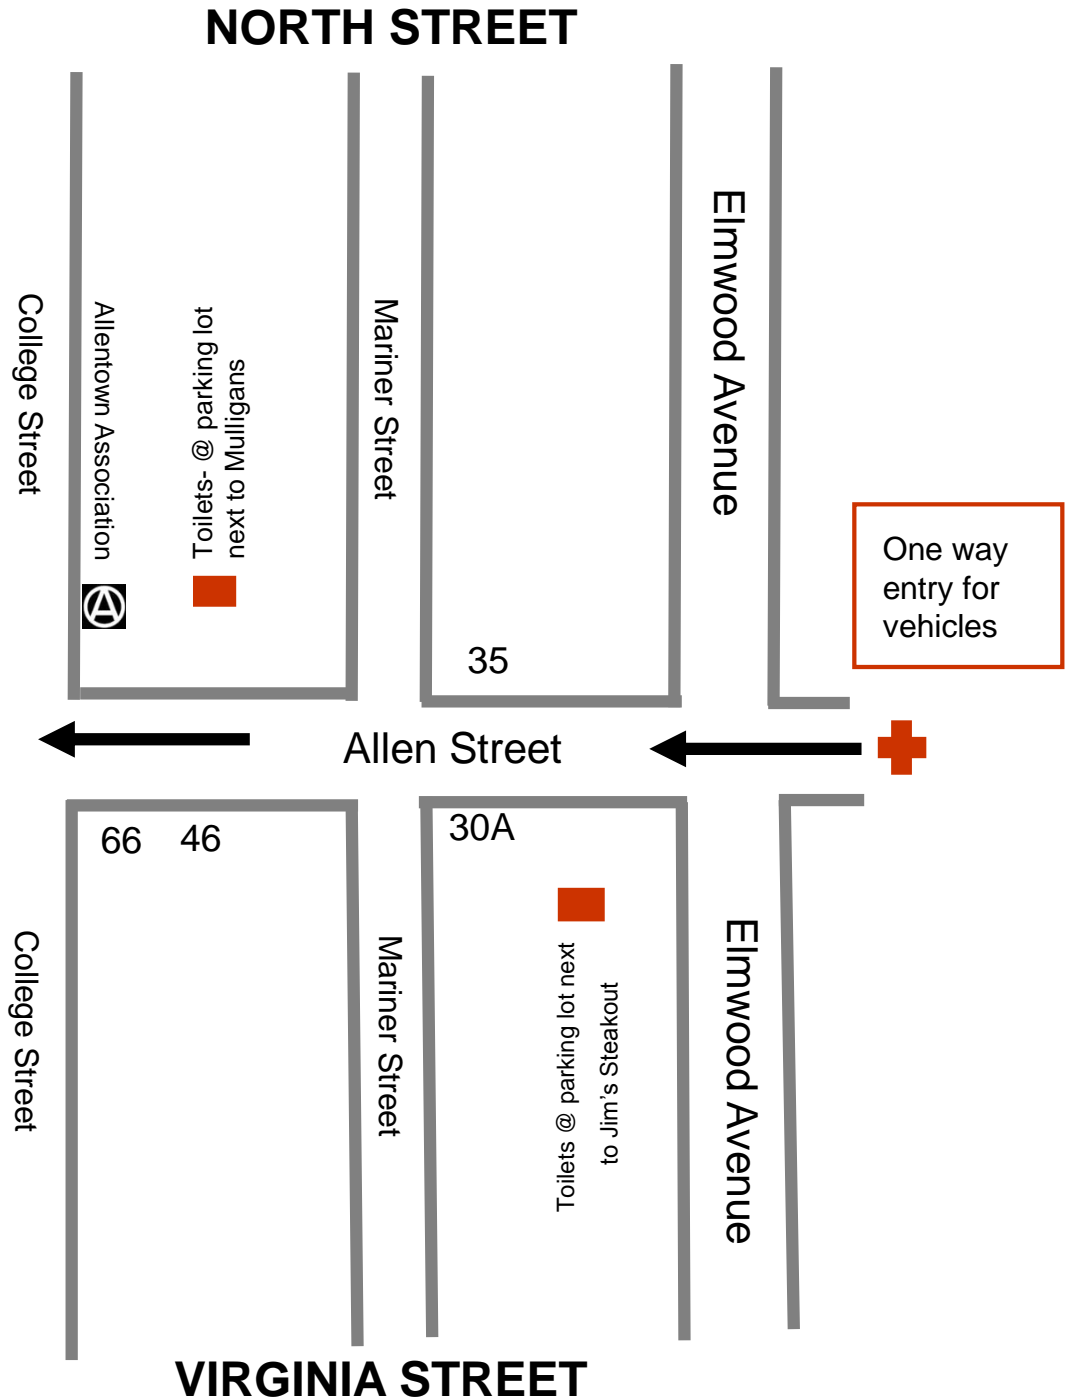 NORTH STREET
College Street
Allentown Association
Toilets- @ parking lot
next to Mulligans
Mariner Street
Elmwood Avenue
One way
entry for
vehicles
35
Allen Street
66 46
30A
College Street
Mariner Street
Toilets @ parking lot next
to Jim's Steakout
Elmwood Avenue
VIRGINIA STREET